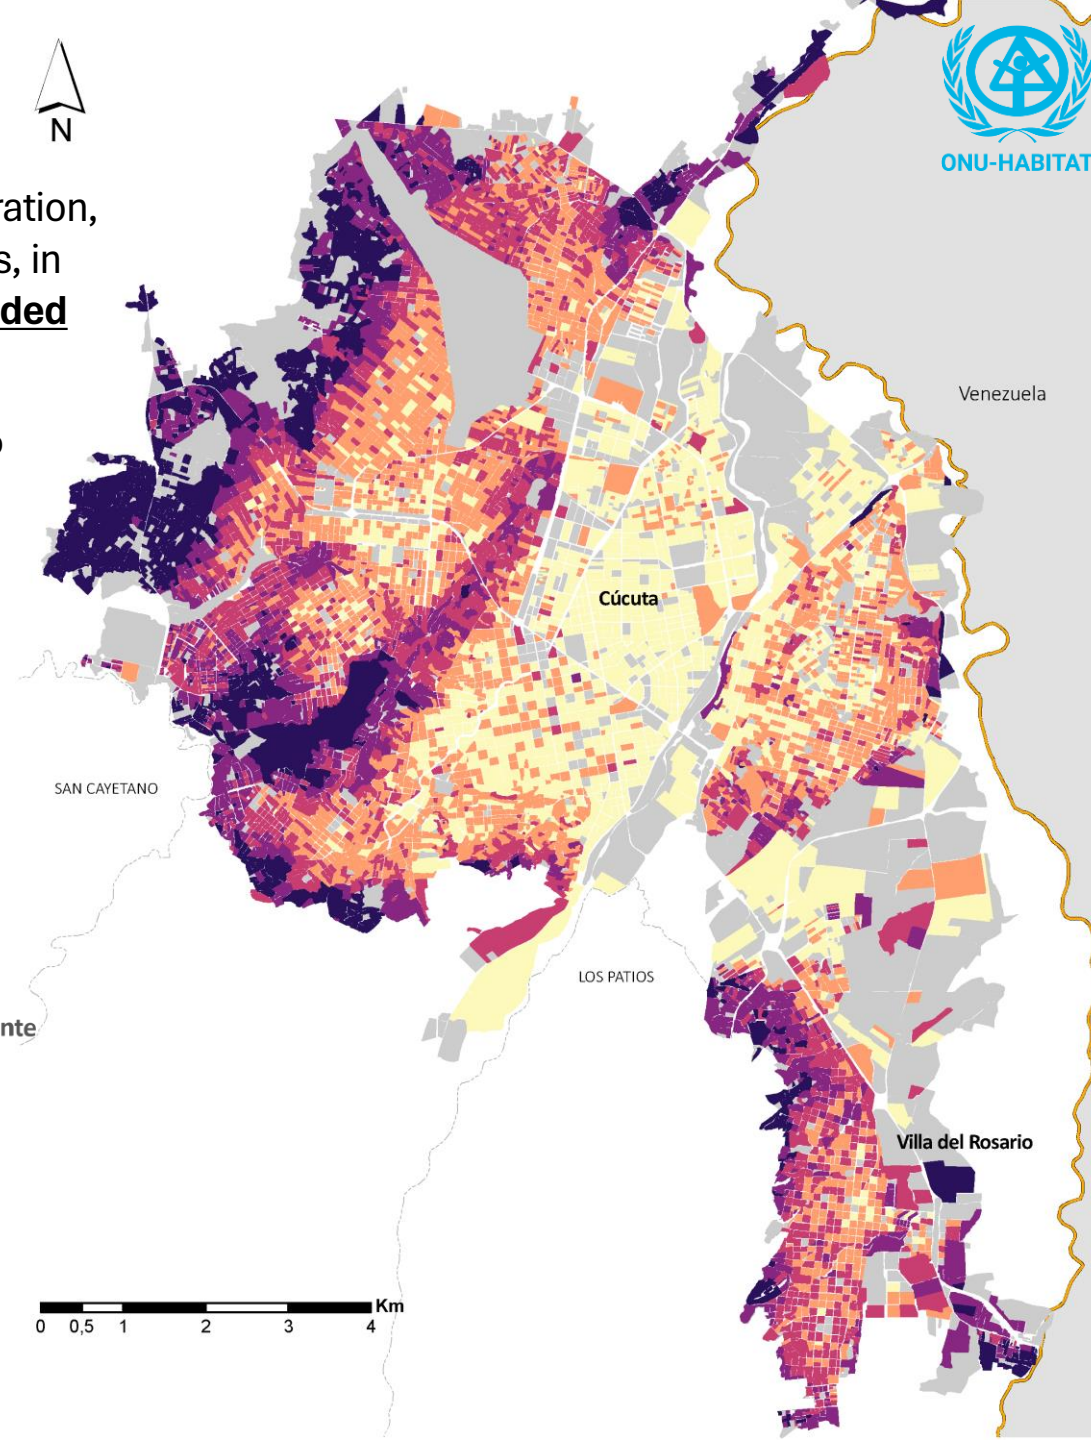 N
ONU-HABITAT
ration,
s, in
ded
Venezuela
Cúcuta
SAN CAYETANO
LOS PATIOS
nte
Villa del Rosario
Km
0 0,5 1 2 3 4